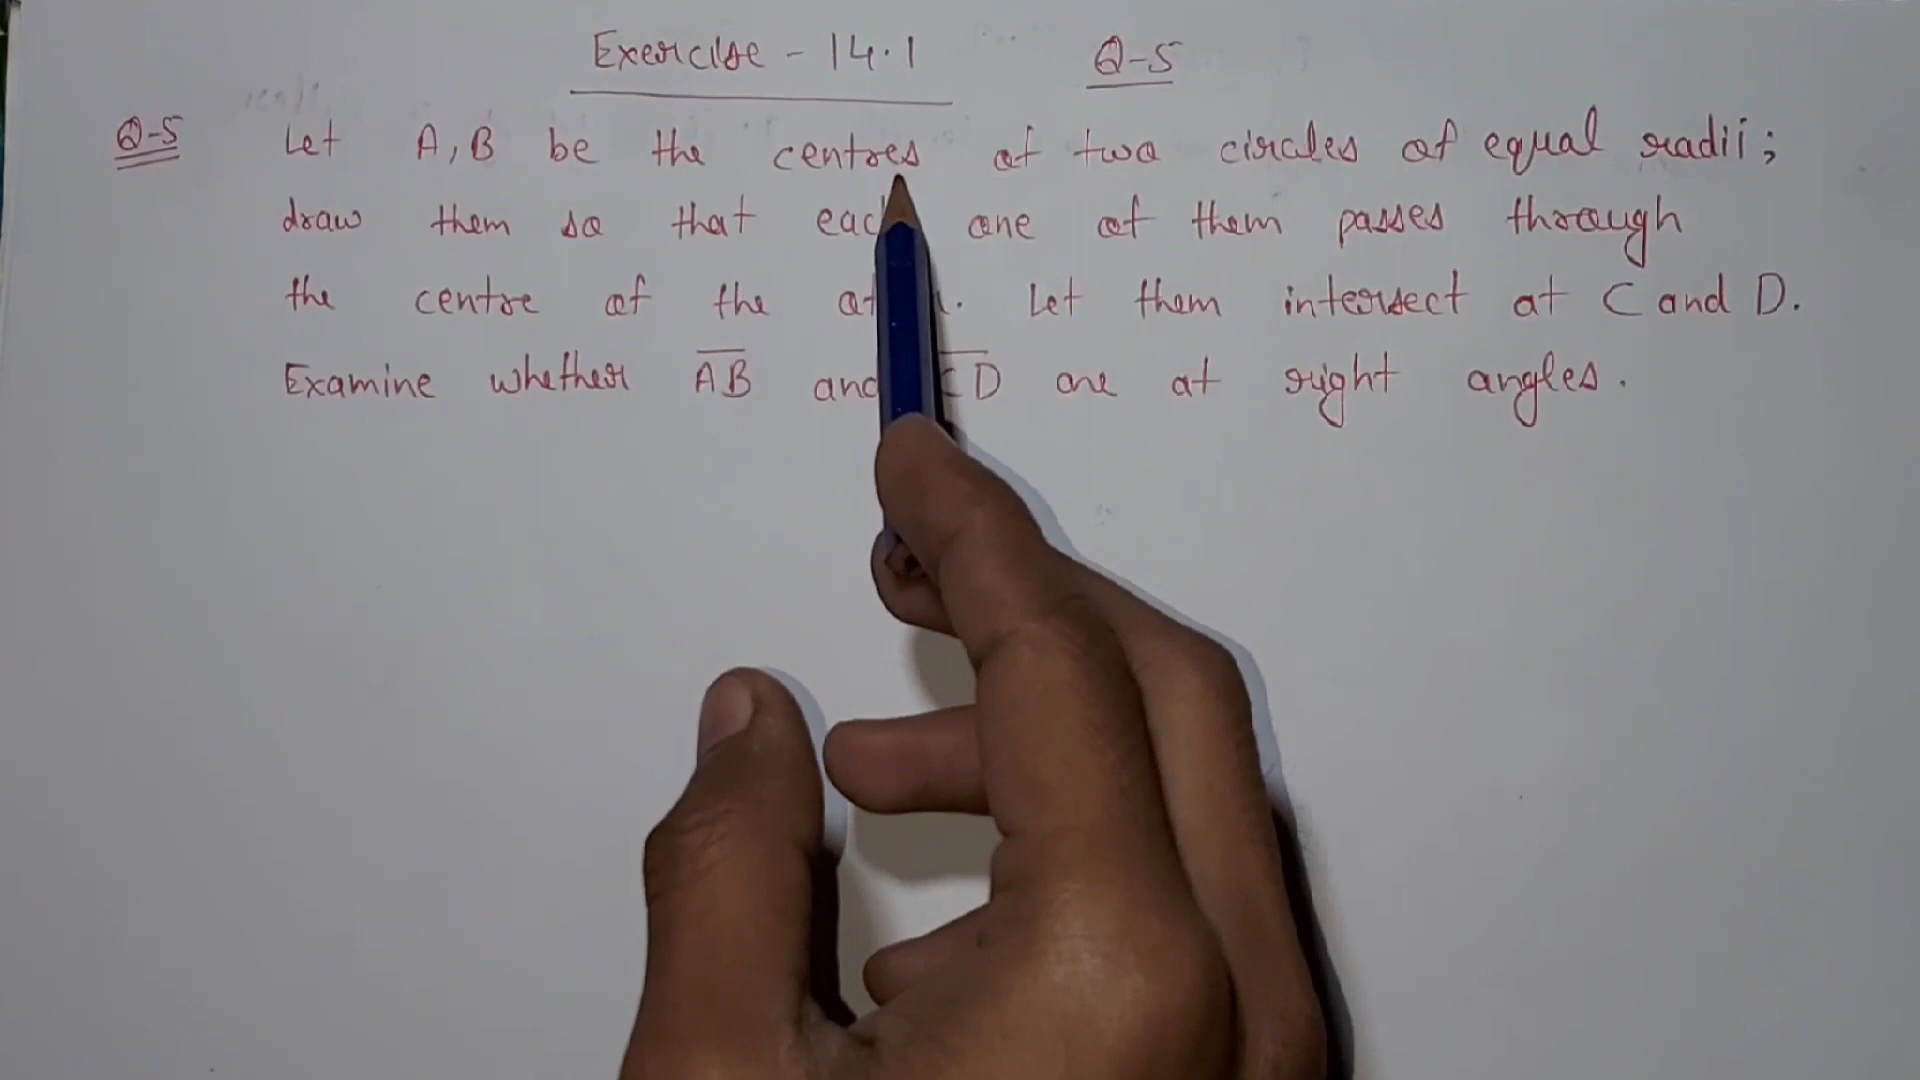 Exercise - 14.1 Q-5
Q-5 Let A, B be the centres of two circles of equal radii;
draw them so that each one of them passes through
the centre of the Let them intersect at C and D.
Examine whether AB and CD are at right angles.